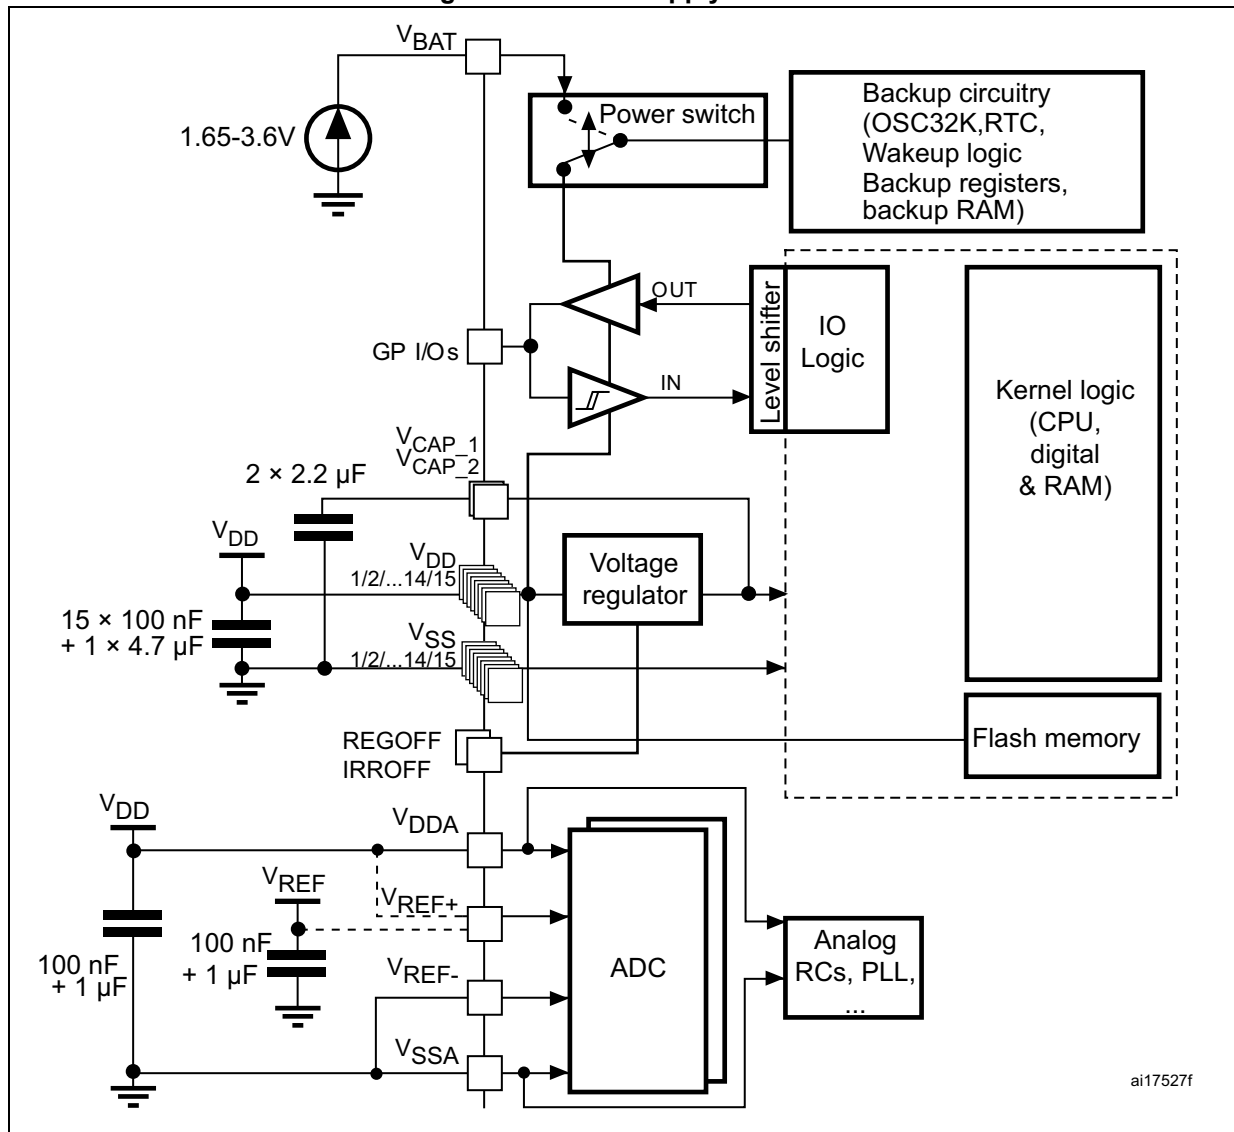 VBAT
1.65-3.6V
Power switch
Backup circuitry
(OSC32K,RTC,
Wakeup logic
Backup registers,
backup RAM)
OUT
GP I/Os
IN
Level shifter
IO
Logic
Kernel logic
(CPU,
digital
& RAM)
VCAP_1
VCAP_2
2 × 2.2 µF
VDD
VDD
1/2/...14/15
Voltage
regulator
15 × 100 nF
+ 1 × 4.7 µF
VSS
1/2/...14/15
REGOFF
IRROFF
Flash memory
VDD
VDDA
VREF
VREF+
100 nF
+ 1 µF
100 nF
+ 1 µF
VREF-
ADC
Analog
RCs, PLL,
...
VSSA
ai17527f